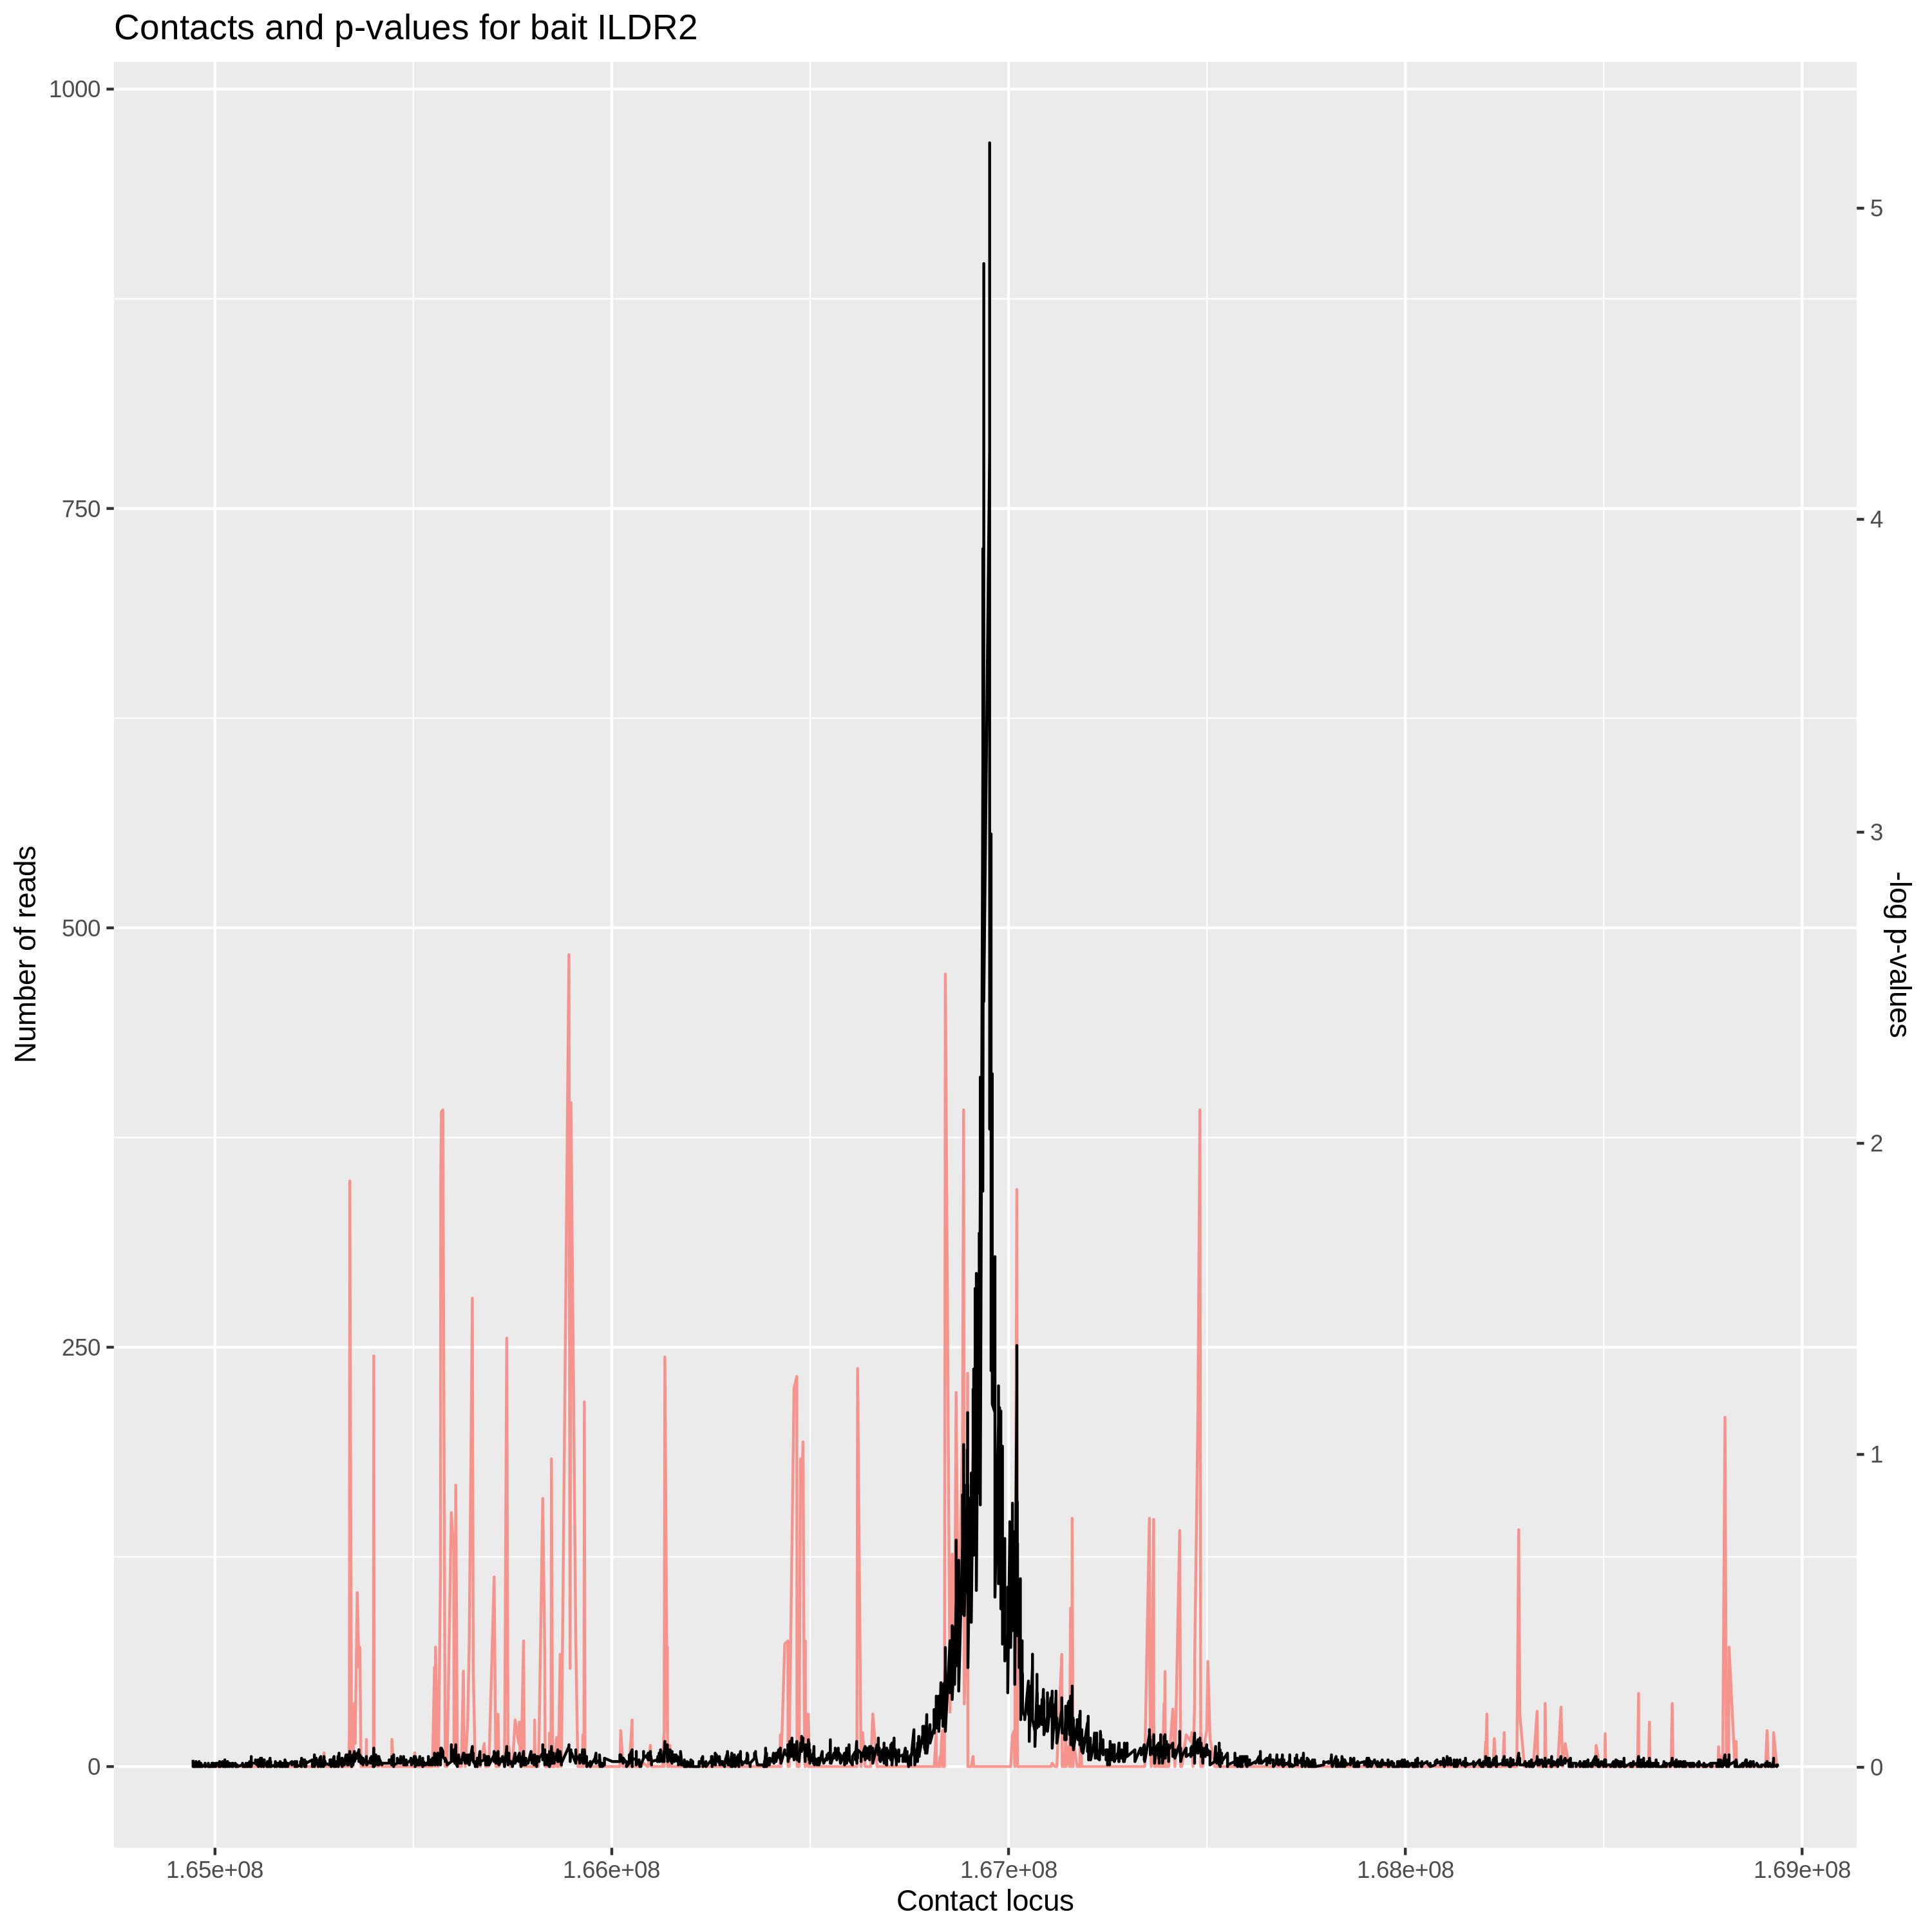 Contacts and p-values for bait ILDR2
1000
750
500
250
0
Number of reads
5
4
3
2
1
0
-log p-values
1.65e+08
1.66e+08
1.67e+08
1.68e+08
1.69e+08
Contact locus